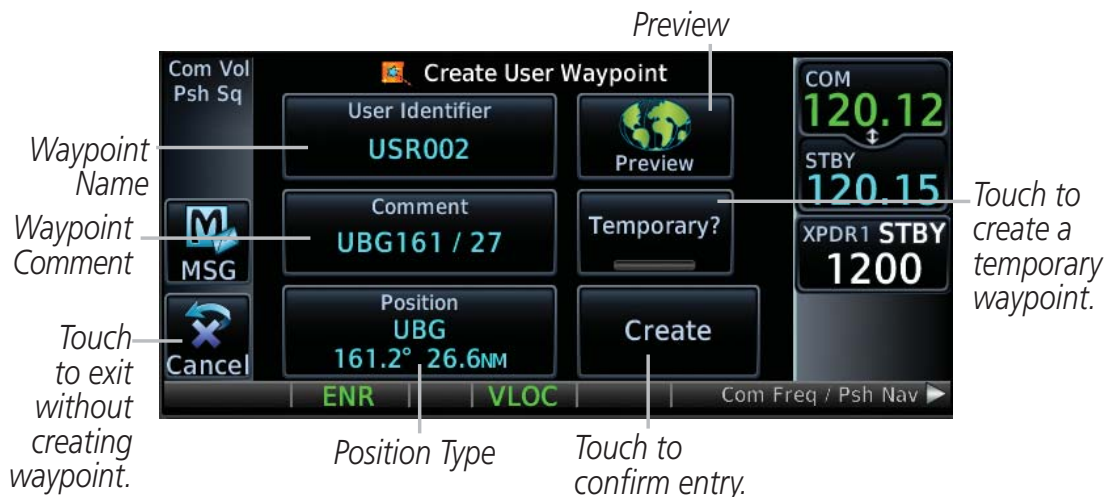 Preview
Com Vol
Psh Sq
Create User Waypoint
User Identifier
USR002
Preview
COM
120.12
STBY
120.15
Waypoint
Name
Comment
UBG161 / 27
Temporary?
Touch to
create a
temporary
waypoint.
Waypoint
Comment
MSG
XPDR1 STBY
1200
Position
UBG
161.2° 26.6NM
Create
Touch
to exit
without
creating
waypoint.
Cancel
ENR
VLOC
Com Freq / Psh Nav
Position Type
Touch to
confirm entry.